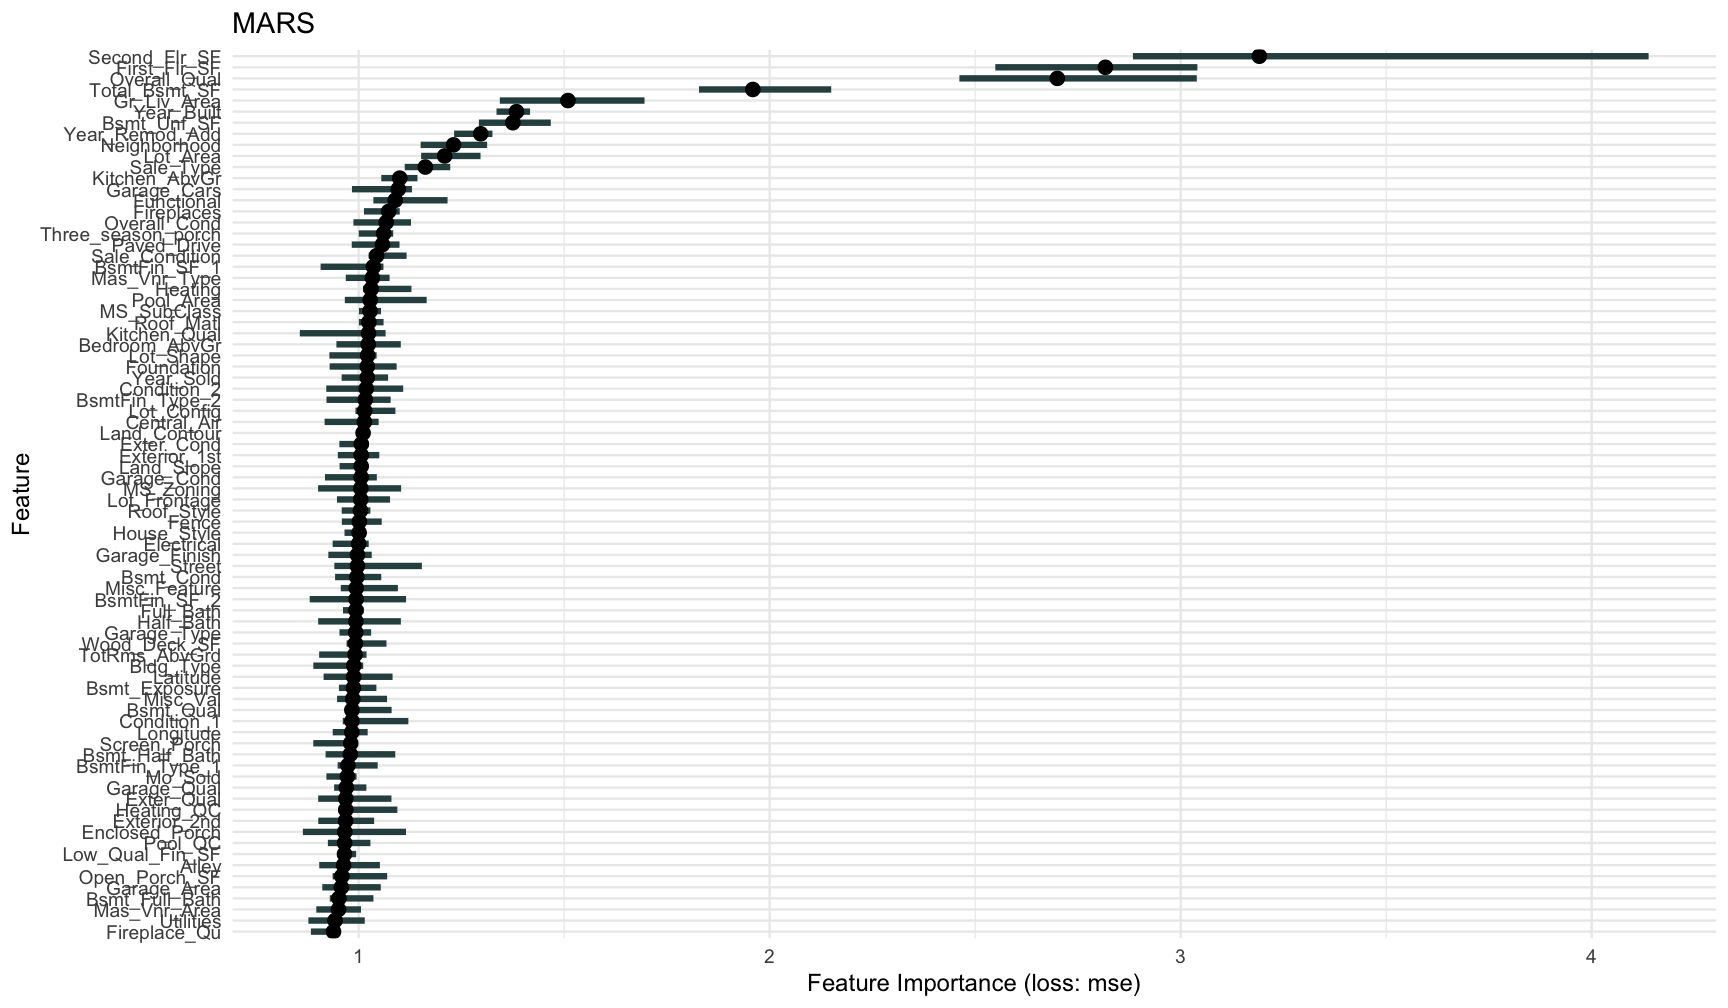 MARS
Second_Flr_SF
First_Flr_SF
Overall_Qual
Total_Bsmt_SF
Gr_Liv_Area
Year_Built
Bsmt_Unf_SF
Year_Remod_Add
Neighborhood
Lot_Area
Sale_Type
Kitchen_AbvGr
Garage_Cars
Functional
Fireplaces
Overall_Cond
Three_season_porch
Paved_Drive
Sale_Condition
BsmtFin_SF_1
Mas_Vnr_Type
Heating
Pool_Area
MS_SubClass
Roof_Matl
Kitchen_Qual
Bedroom_AbvGr
Lot_Shape
Foundation
Year_Sold
Condition_2
BsmtFin_Type_2
Lot_Config
Central_Air
Land_Contour
Exter_Cond
Exterior_1st
Land_Slope
Garage_Cond
MS_Zoning
Lot_Frontage
Roof_Style
Fence
House_Style
Electrical
Garage_Finish
Street
Bsmt_Cond
Misc_Feature
BsmtFin_SF_2
Full_Bath
Half_Bath
Garage_Type
Wood_Deck_SF
TotRms_AbvGrd
Bldg_Type
Latitude
Bsmt_Exposure
Misc_Val
Bsmt_Qual
Condition_1
Longitude
Screen_Porch
Bsmt_Half_Bath
BsmtFin_Type_1
Mo_Sold
Garage_Qual
Exter_Qual
Heating_QC
Exterior_2nd
Enclosed_Porch
Pool_QC
Low_Qual_Fin_SF
Alley
Open_Porch_SF
Garage_Area
Bsmt_Full_Bath
Mas_Vnr_Area
Utilities
Fireplace_Qu
Feature
1 2 3 4
Feature Importance (loss: mse)